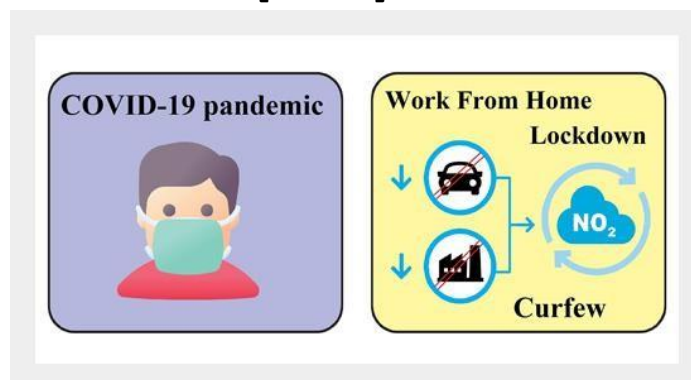 COVID-19 pandemic
Work From Home
Lockdown
NO₂
Curfew